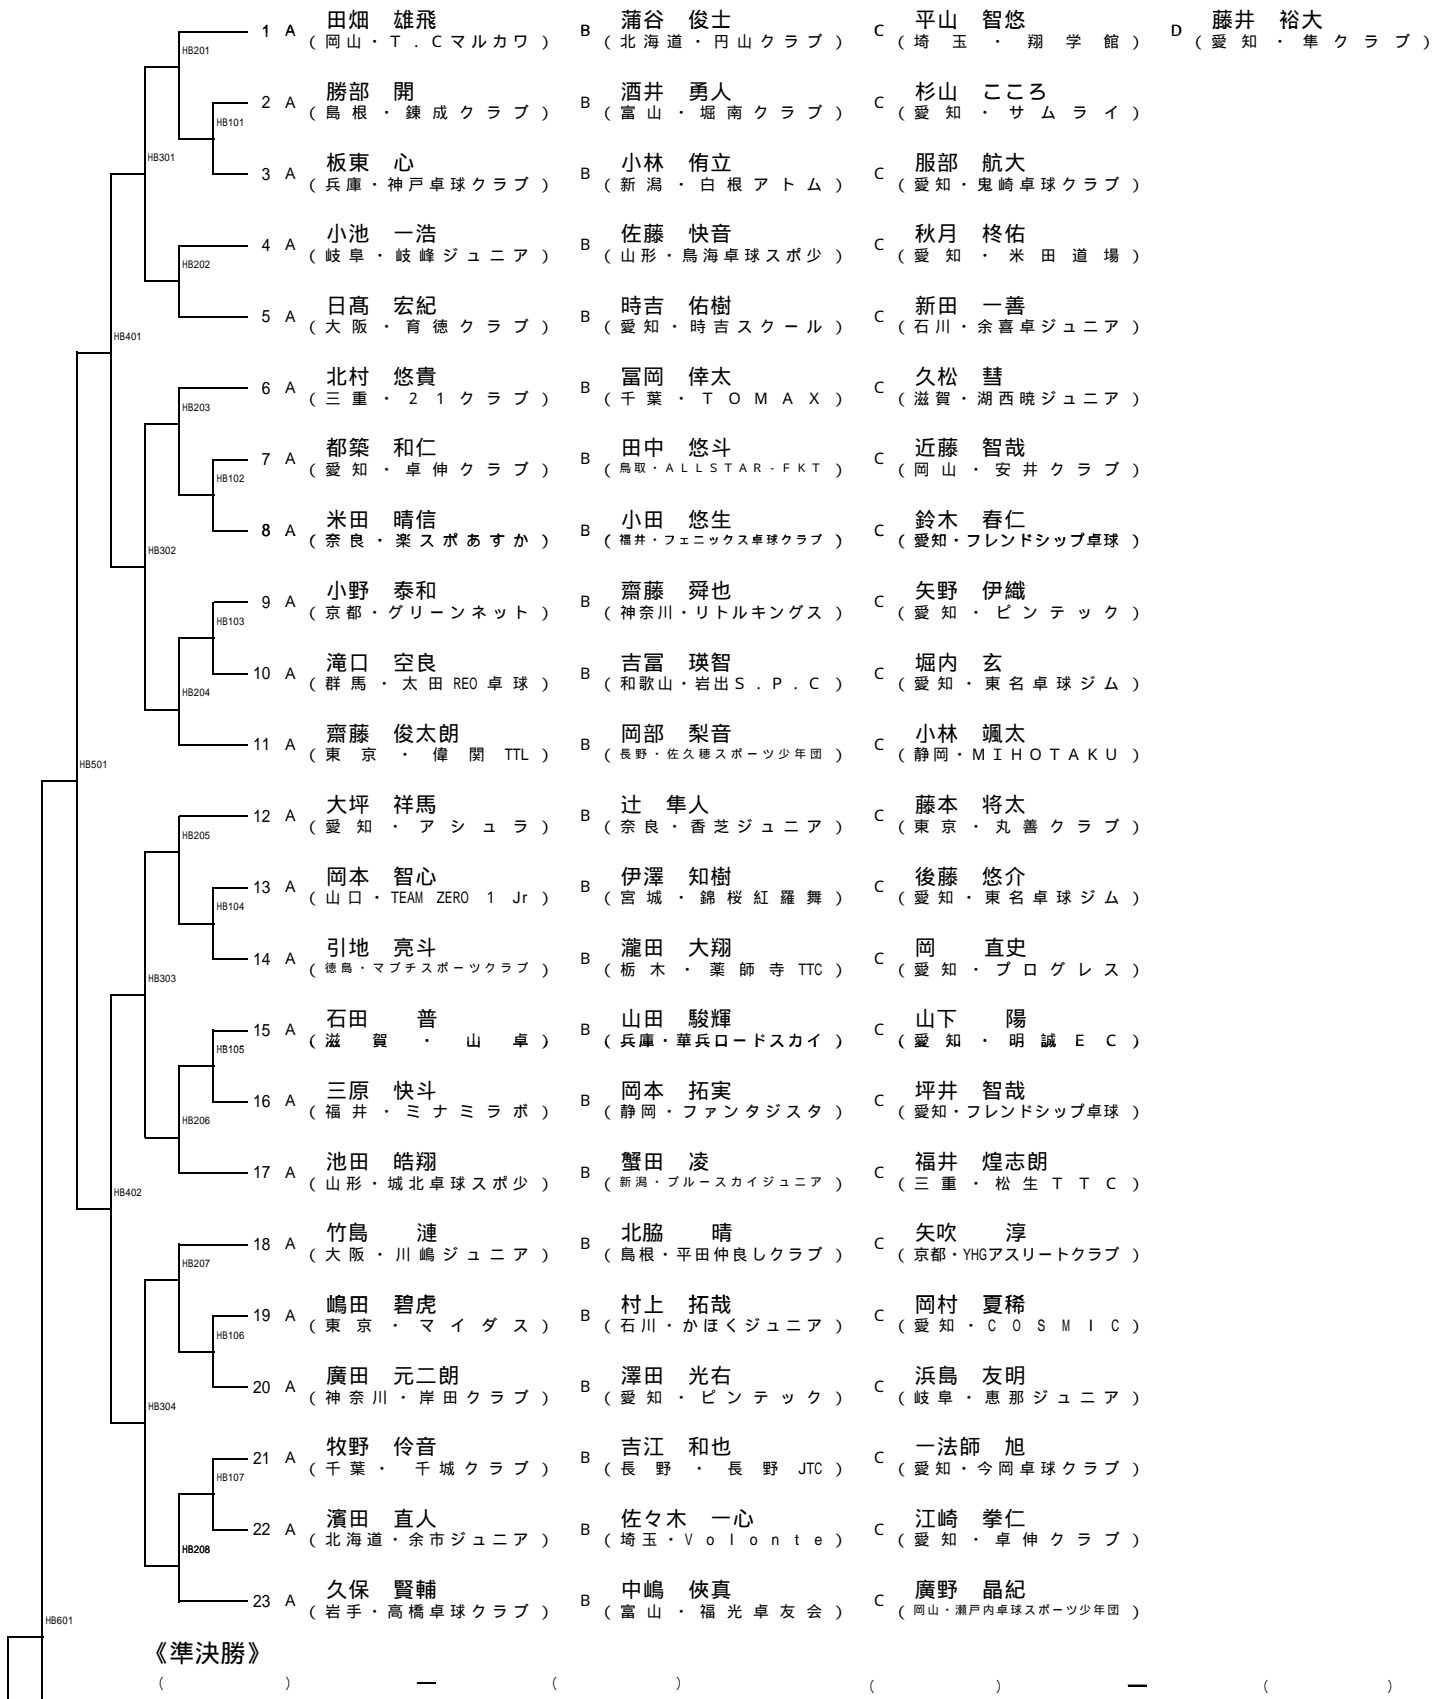 1 A 田畑 雄飛 B 蒲谷 俊士 C 平山 智悠 D 藤井 裕大
(岡山・T.Cマルカワ) (北海道・円山クラブ) (埼玉・翔学館) (愛知・隼クラブ)
HB201
2 A 勝部 開 B 酒井 勇人 C 杉山 こころ
(島根・錬成クラブ) (富山・堀南クラブ) (愛知・サムライ)
HB101
HB301
3 A 板東 心 B 小林 侑立 C 服部 航大
(兵庫・神戸卓球クラブ) (新潟・白根アトム) (愛知・鬼崎卓球クラブ)
4 A 小池 一浩 B 佐藤 快音 C 秋月 柊佑
(岐阜・岐峰ジュニア) (山形・鳥海卓球スポ少) (愛知・米田道場)
HB202
5 A 日髙 宏紀 B 時吉 佑樹 C 新田 一善
(大阪・育徳クラブ) (愛知・時吉スクール) (石川・余喜卓ジュニア)
HB401
6 A 北村 悠貴 B 冨岡 倖太 C 久松 彗
(三重・21クラブ) (千葉・TOMAX) (滋賀・湖西暁ジュニア)
HB203
7 A 都築 和仁 B 田中 悠斗 C 近藤 智哉
(愛知・卓伸クラブ) (鳥取・ALLSTAR-FKT) (岡山・安井クラブ)
HB102
8 A 米田 晴信 B 小田 悠生 C 鈴木 春仁
(奈良・楽スポあすか) (福井・フェニックス卓球クラブ) (愛知・フレンドシップ卓球)
HB302
9 A 小野 泰和 B 齋藤 舜也 C 矢野 伊織
(京都・グリーンネット) (神奈川・リトルキングス) (愛知・ピンテック)
HB103
10 A 滝口 空良 B 吉冨 瑛智 C 堀内 玄
(群馬・太田REO卓球) (和歌山・岩出S.P.C) (愛知・東名卓球ジム)
HB204
11 A 齋藤 俊太朗 B 岡部 梨音 C 小林 颯太
(東京・偉関TTL) (長野・佐久穂スポーツ少年団) (静岡・MIHOTAKU)
HB501
12 A 大坪 祥馬 B 辻 隼人 C 藤本 将太
(愛知・アシュラ) (奈良・香芝ジュニア) (東京・丸善クラブ)
HB205
13 A 岡本 智心 B 伊澤 知樹 C 後藤 悠介
(山口・TEAM ZERO 1 Jr) (宮城・錦桜紅羅舞) (愛知・東名卓球ジム)
HB104
14 A 引地 亮斗 B 瀧田 大翔 C 岡 直史
(徳島・マブチスポーツクラブ) (栃木・薬師寺TTC) (愛知・プログレス)
HB303
15 A 石田 普 B 山田 駿輝 C 山下 陽
(滋賀・山卓) (兵庫・華兵ロードスカイ) (愛知・明誠EC)
HB105
16 A 三原 快斗 B 岡本 拓実 C 坪井 智哉
(福井・ミナミラボ) (静岡・ファンタジスタ) (愛知・フレンドシップ卓球)
HB206
17 A 池田 皓翔 B 蟹田 凌 C 福井 煌志朗
(山形・城北卓球スポ少) (新潟・ブルースカイジュニア) (三重・松生TTC)
HB402
18 A 竹島 漣 B 北脇 晴 C 矢吹 淳
(大阪・川嶋ジュニア) (島根・平田仲良しクラブ) (京都・YHGアスリートクラブ)
HB207
19 A 嶋田 碧虎 B 村上 拓哉 C 岡村 夏稀
(東京・マイダス) (石川・かほくジュニア) (愛知・COSMIC)
HB106
20 A 廣田 元二朗 B 澤田 光右 C 浜島 友明
(神奈川・岸田クラブ) (愛知・ピンテック) (岐阜・恵那ジュニア)
HB304
21 A 牧野 伶音 B 吉江 和也 C 一法師 旭
(千葉・千城クラブ) (長野・長野JTC) (愛知・今岡卓球クラブ)
HB107
22 A 濱田 直人 B 佐々木 一心 C 江崎 拳仁
(北海道・余市ジュニア) (埼玉・Volonte) (愛知・卓伸クラブ)
HB208
23 A 久保 賢輔 B 中嶋 俠真 C 廣野 晶紀
(岩手・高橋卓球クラブ) (富山・福光卓友会) (岡山・瀬戸内卓球スポーツ少年団)
HB601
《準決勝》
( ) ー ( ) ( ) ー ( )